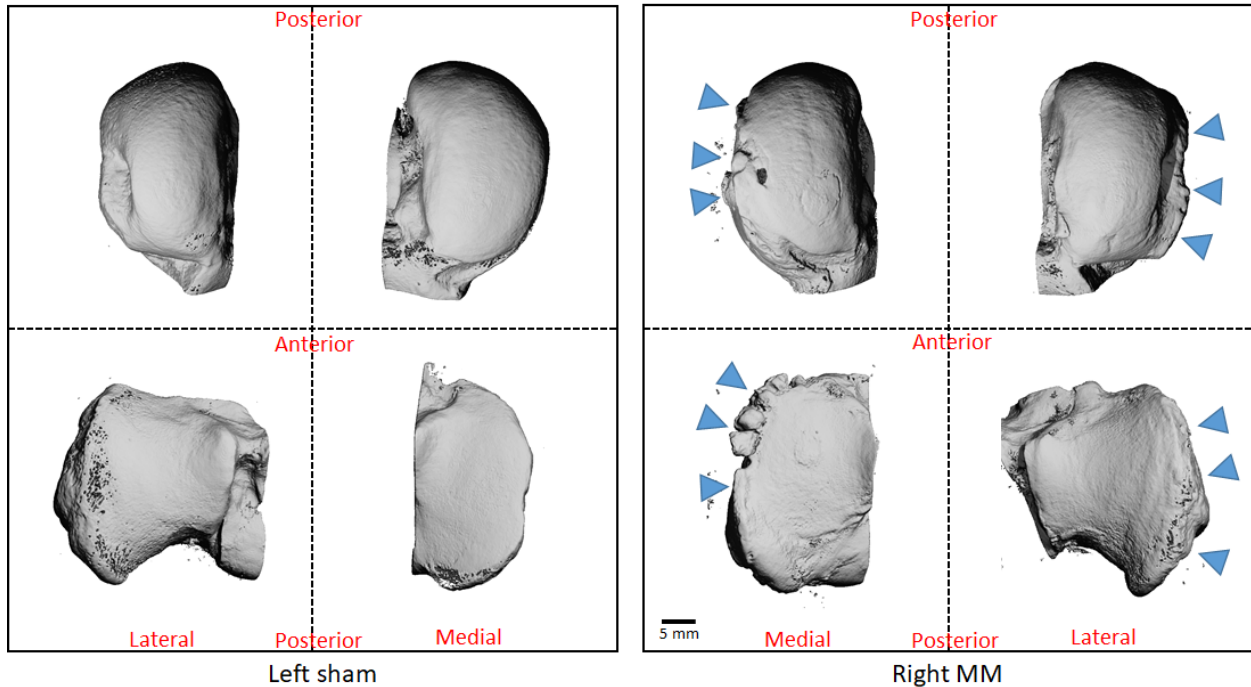 Posterior
Posterior
Anterior
Anterior
5 mm
Lateral
Posterior
Medial
Medial
Posterior
Lateral
Left sham
Right MM